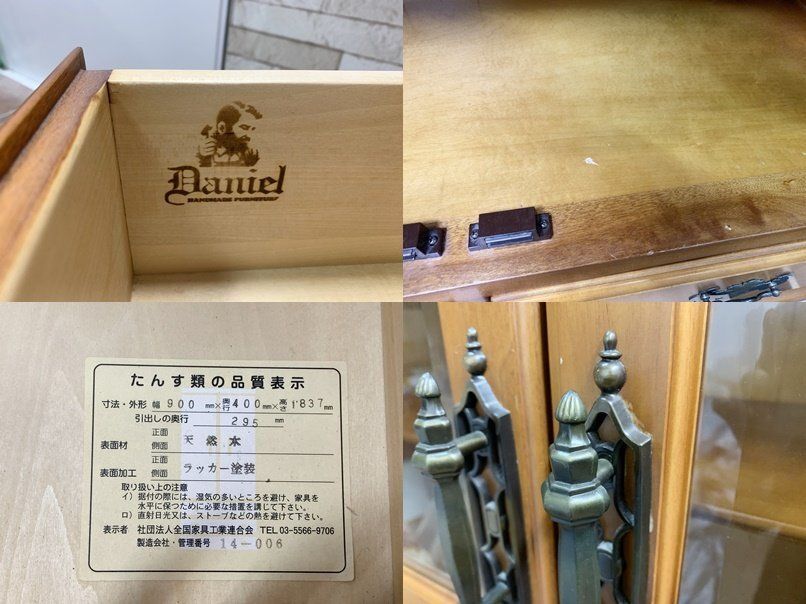 Daniel
HANDMADE FURNITURE
たんす類の品質表示
寸法・外形 幅 900 mm× 奥行 400 mm× 高さ 1837 mm
引出しの奥行 295 mm
表面材 正面 側面 天然木
表面加工 正面 側面 ラッカー塗装
取り扱い上の注意
イ）据付の際には、湿気の多いところを避け、家具を
水平に保つために必要な措置を講じて下さい。
ロ）直射日光又は、ストーブなどの熱を避けて下さい。
表示者 社団法人全国家具工業連合会 TEL.03-5566-9706
製造会社・管理番号 14-006